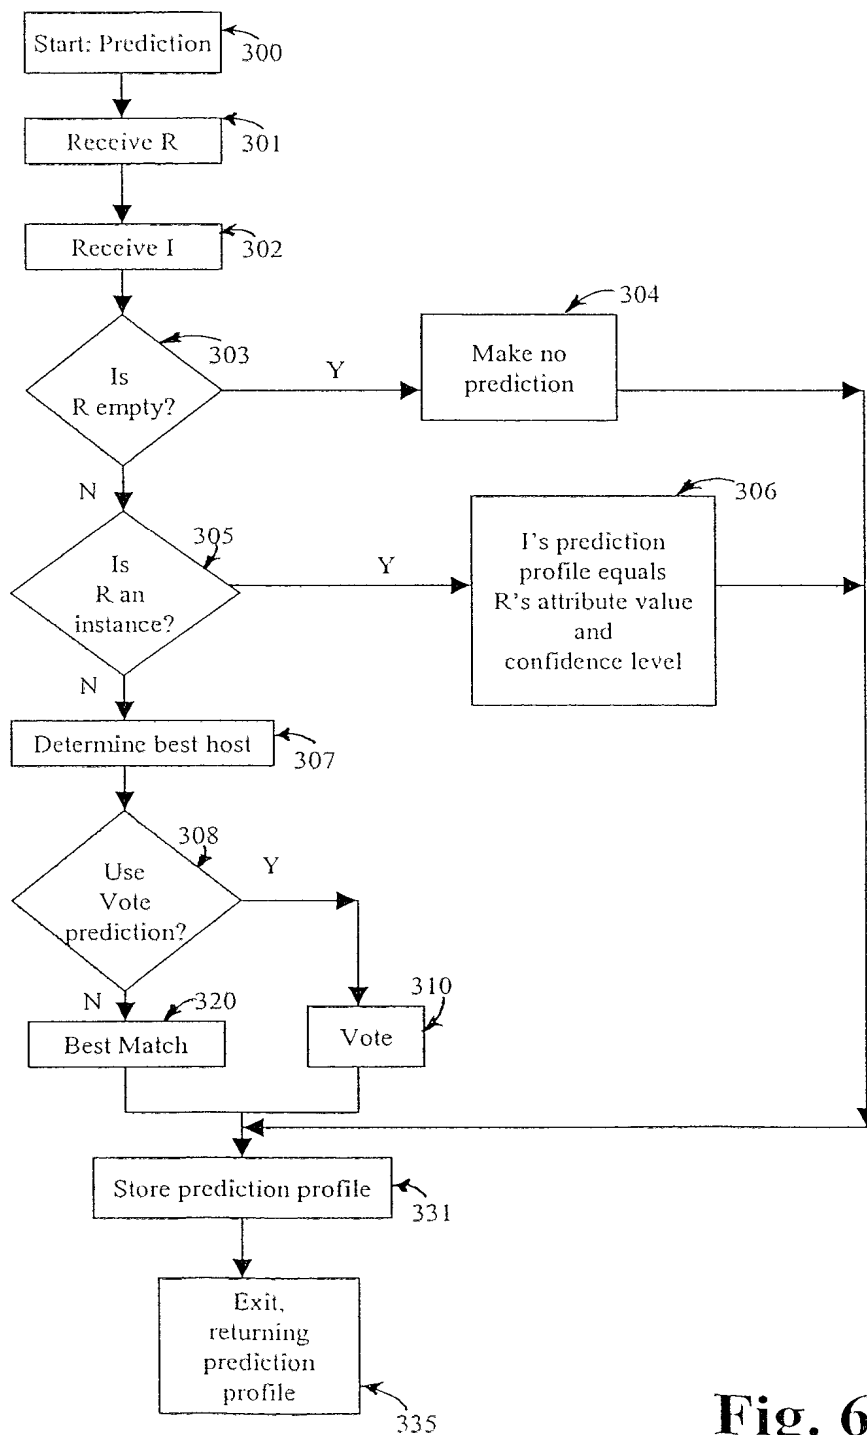 Start: Prediction
300
Receive R
301
Receive I
302
303
Is
R empty?
Y
304
Make no
prediction
N
305
Is
R an
instance?
Y
306
I's prediction
profile equals
R's attribute value
and
confidence level
N
Determine best host
307
308
Use
Vote
prediction?
Y
N
320
Best Match
310
Vote
Store prediction profile
331
Exit,
returning
prediction
profile
335
Fig. 6